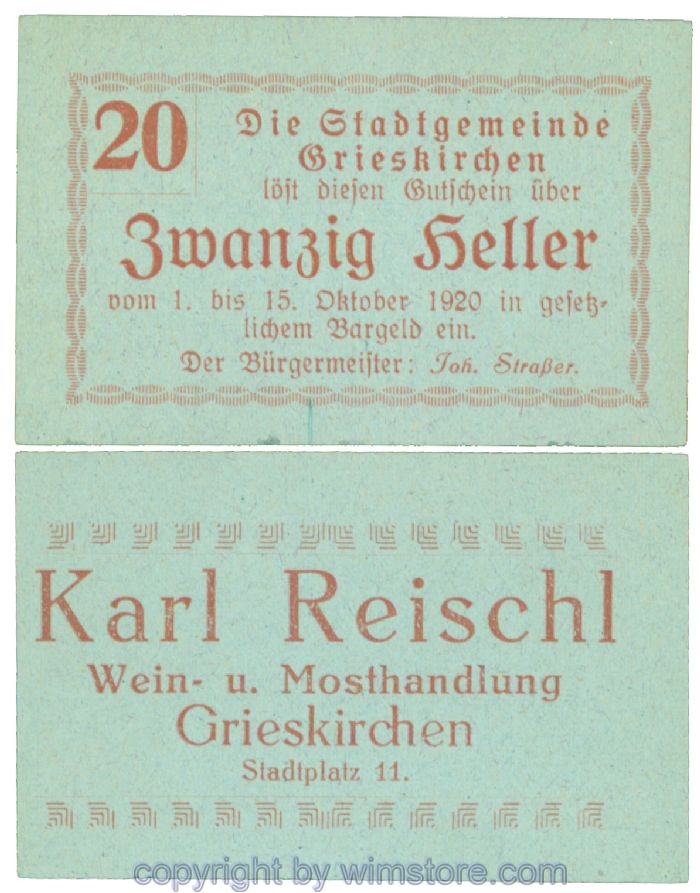 20
Die Stadtgemeinde
Grieskirchen
löst diesen Gutschein über
Zwanzig Heller
vom 1. bis 15. Oktober 1920 in gesetz-
lichem Bargeld ein.
Der Bürgermeister: Joh. Straßer.
Karl Reischl
Wein- u. Mosthandlung
Grieskirchen
Stadtplatz 11.
copyright by wimstore.com